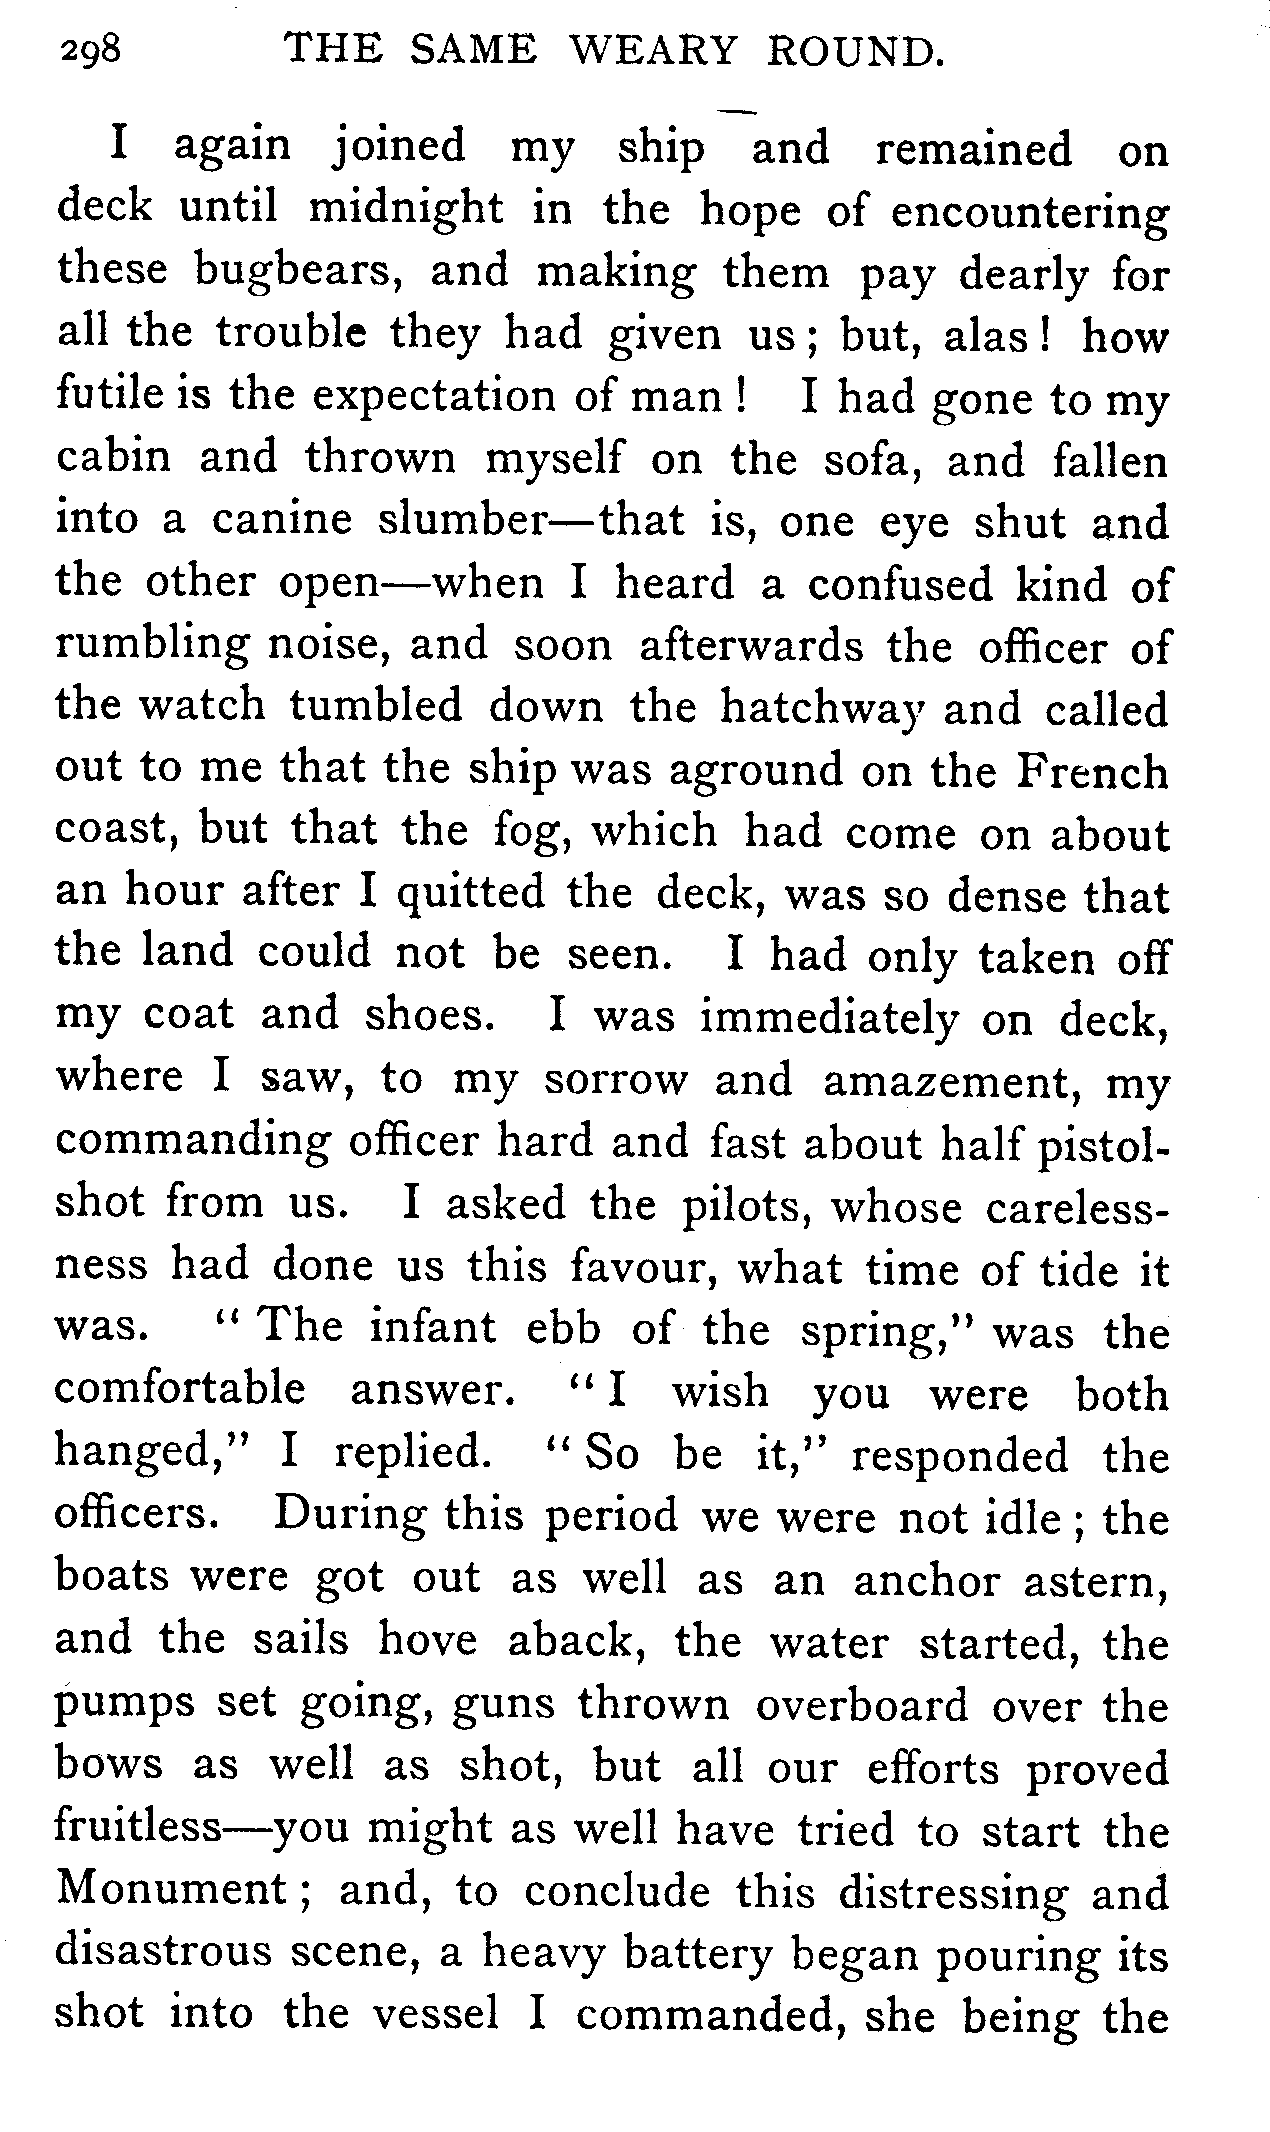 298 THE SAME WEARY ROUND.
I again joined my ship and remained on
deck until midnight in the hope of encountering
these bugbears, and making them pay dearly for
all the trouble they had given us ; but, alas ! how
futile is the expectation of man ! I had gone to my
cabin and thrown myself on the sofa, and fallen
into a canine slumber—that is, one eye shut and
the other open—when I heard a confused kind of
rumbling noise, and soon afterwards the officer of
the watch tumbled down the hatchway and called
out to me that the ship was aground on the French
coast, but that the fog, which had come on about
an hour after I quitted the deck, was so dense that
the land could not be seen. I had only taken off
my coat and shoes. I was immediately on deck,
where I saw, to my sorrow and amazement, my
commanding officer hard and fast about half pistol-
shot from us. I asked the pilots, whose careless-
ness had done us this favour, what time of tide it
was. “ The infant ebb of the spring,” was the
comfortable answer. “ I wish you were both
hanged,” I replied. “ So be it,” responded the
officers. During this period we were not idle ; the
boats were got out as well as an anchor astern,
and the sails hove aback, the water started, the
pumps set going, guns thrown overboard over the
bows as well as shot, but all our efforts proved
fruitless—you might as well have tried to start the
Monument ; and, to conclude this distressing and
disastrous scene, a heavy battery began pouring its
shot into the vessel I commanded, she being the